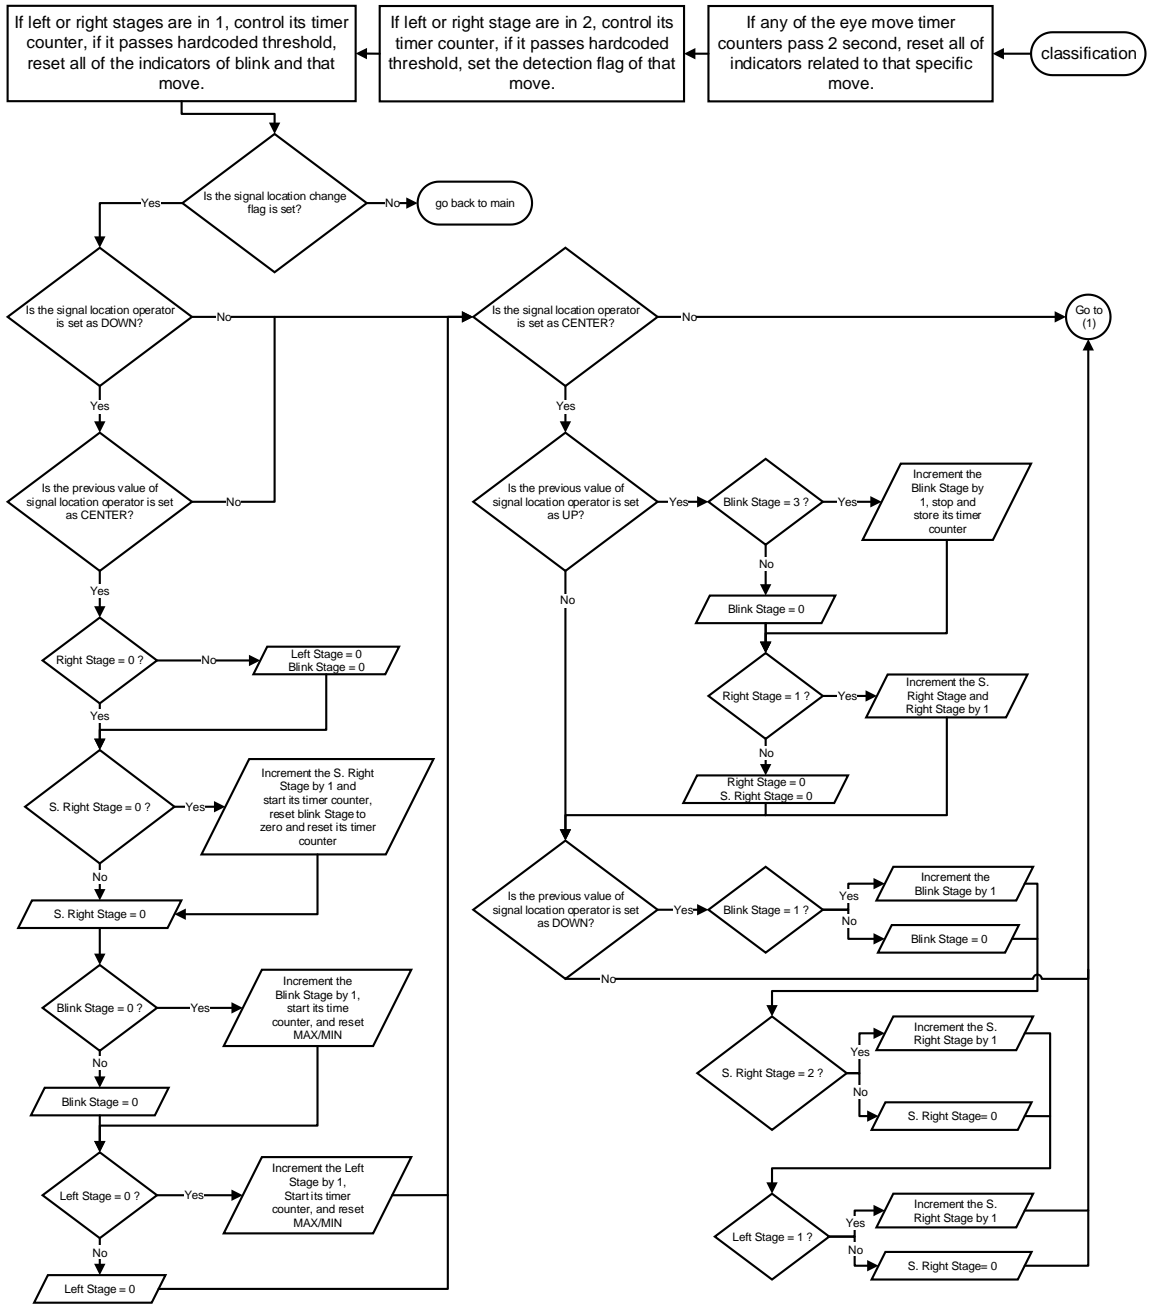 If left or right stages are in 1, control its timer
counter, if it passes hardcoded threshold,
reset all of the indicators of blink and that
move.
If left or right stage are in 2, control its
timer counter, if it passes hardcoded
threshold, set the detection flag of that
move.
If any of the eye move timer
counters pass 2 second, reset all of
indicators related to that specific
move.
classification
Is the signal location change
flag is set?
Yes
No
go back to main
Is the signal location operator
is set as DOWN?
No
Yes
Is the previous value of
signal location operator is set
as CENTER?
No
Yes
Right Stage = 0 ?
No
Left Stage = 0
Blink Stage = 0
Yes
S. Right Stage = 0 ?
Yes
Increment the S. Right
Stage by 1 and
start its timer counter,
reset blink Stage to
zero and reset its timer
counter
No
S. Right Stage = 0
Blink Stage = 0 ?
Yes
Increment the
Blink Stage by 1,
start its time
counter, and reset
MAX/MIN
No
Blink Stage = 0
Left Stage = 0 ?
Yes
Increment the Left
Stage by 1,
Start its timer
counter, and reset
MAX/MIN
No
Left Stage = 0
Is the signal location operator
is set as CENTER?
No
Go to
(1)
Yes
Is the previous value of
signal location operator is set
as UP?
Yes
Blink Stage = 3 ?
Yes
Increment the
Blink Stage by
1, stop and
store its timer
counter
No
No
Blink Stage = 0
Right Stage = 1 ?
Yes
Increment the S.
Right Stage and
Right Stage by 1
No
Right Stage = 0
S. Right Stage = 0
Is the previous value of
signal location operator is set
as DOWN?
Yes
Blink Stage = 1 ?
Yes
Increment the
Blink Stage by 1
No
Blink Stage = 0
No
S. Right Stage = 2 ?
Yes
Increment the S.
Right Stage by 1
No
S. Right Stage= 0
Left Stage = 1 ?
Yes
Increment the S.
Right Stage by 1
No
S. Right Stage= 0